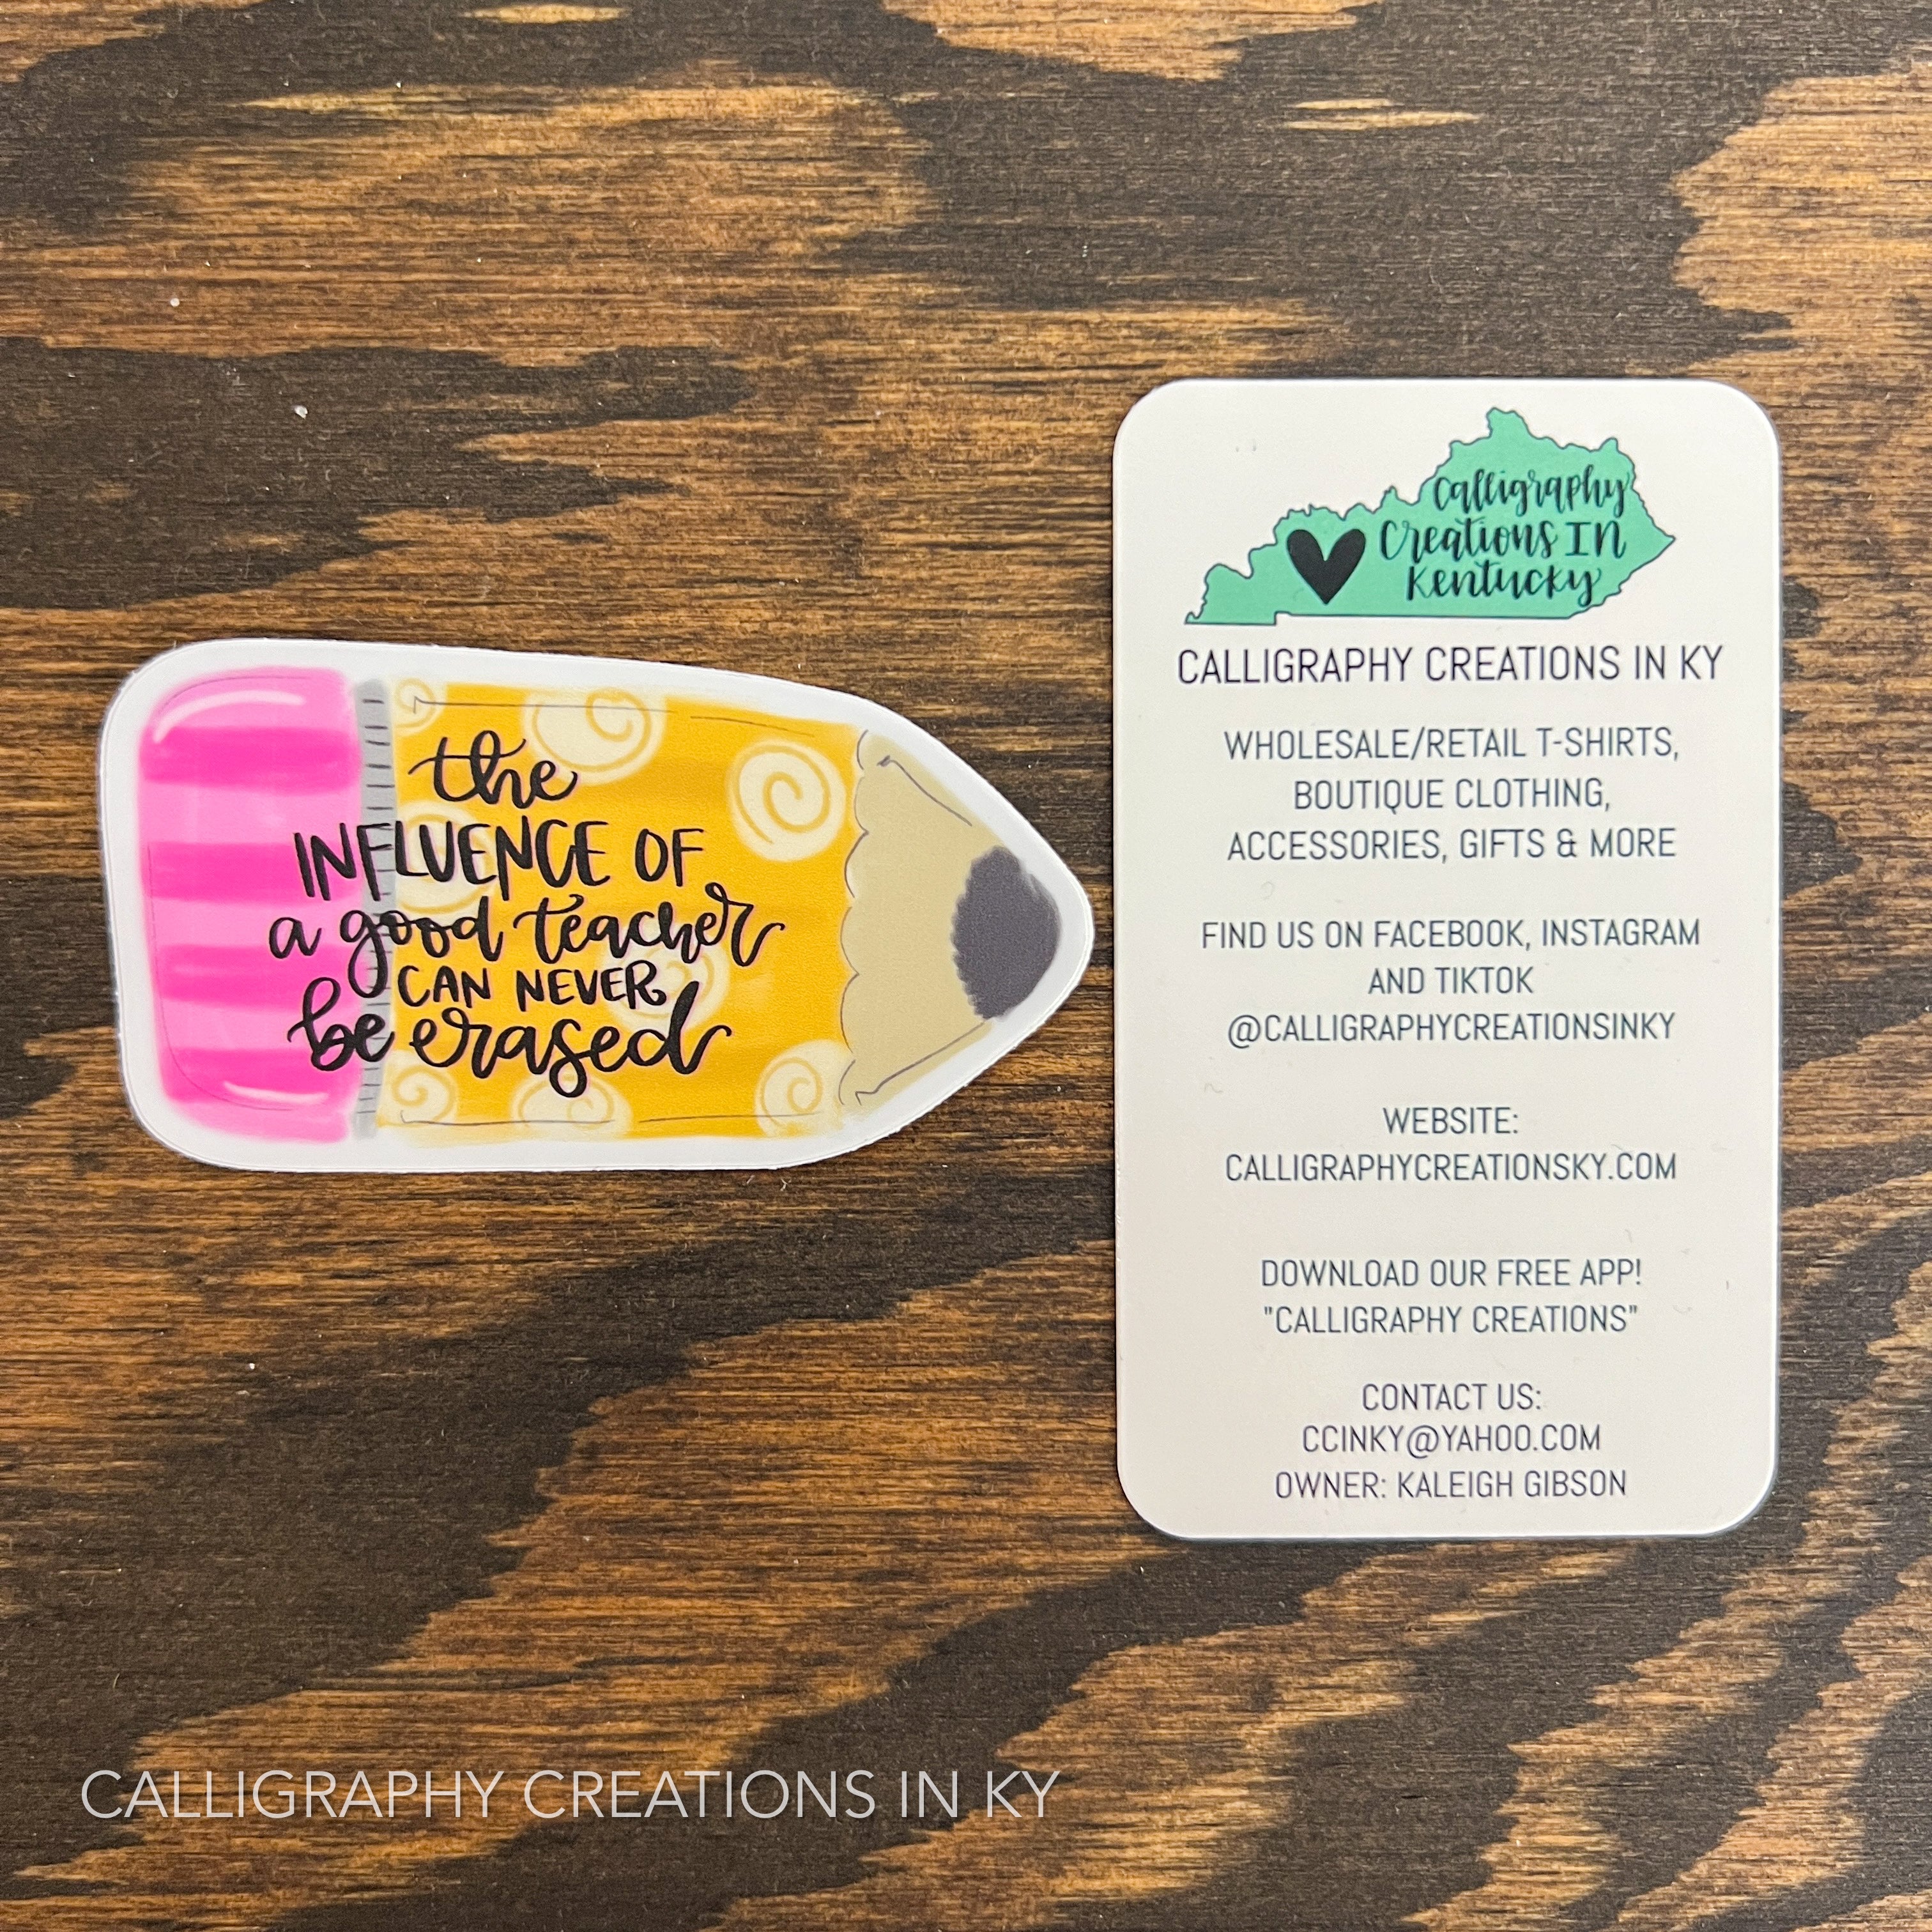 the
INFLUENCE OF
a good teacher
CAN NEVER
be erased
Calligraphy
Creations IN
Kentucky
CALLIGRAPHY CREATIONS IN KY
WHOLESALE/RETAIL T-SHIRTS,
BOUTIQUE CLOTHING,
ACCESSORIES, GIFTS & MORE
FIND US ON FACEBOOK, INSTAGRAM
AND TIKTOK
@CALLIGRAPHYCREATIONSINKY
WEBSITE:
CALLIGRAPHYCREATIONSKY.COM
DOWNLOAD OUR FREE APP!
"CALLIGRAPHY CREATIONS"
CONTACT US:
CCINKY@YAHOO.COM
OWNER: KALEIGH GIBSON
CALLIGRAPHY CREATIONS IN KY